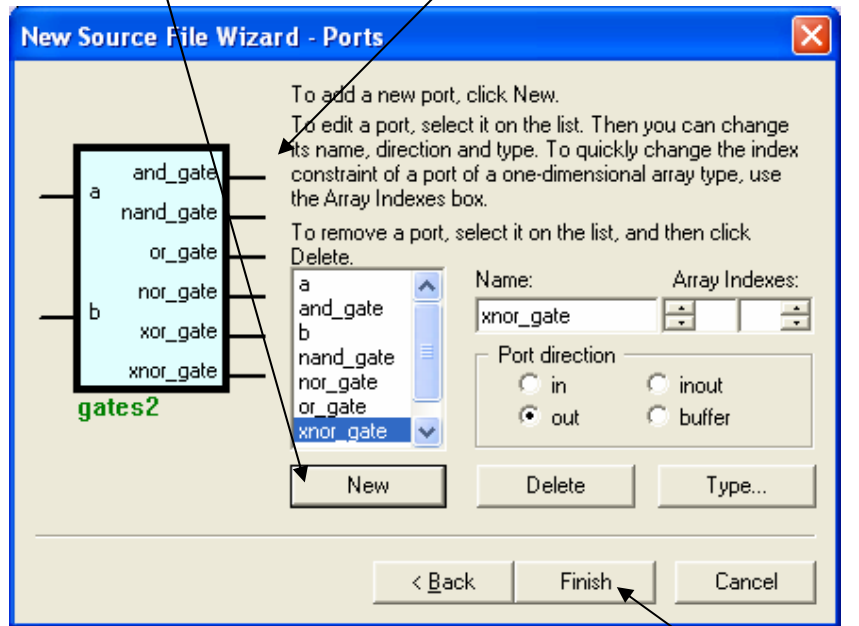 New Source File Wizard - Ports
To add a new port, click New.
To edit a port, select it on the list. Then you can change
its name, direction and type. To quickly change the index
constraint of a port of a one-dimensional array type, use
the Array Indexes box.
To remove a port, select it on the list, and then click
Delete.
a
b
and_gate
nand_gate
or_gate
nor_gate
xor_gate
xnor_gate
gates2
a
and_gate
b
nand_gate
nor_gate
or_gate
xnor_gate
Name:
Array Indexes:
xnor_gate
Port direction
in
inout
out
buffer
New
Delete
Type...
< Back
Finish
Cancel